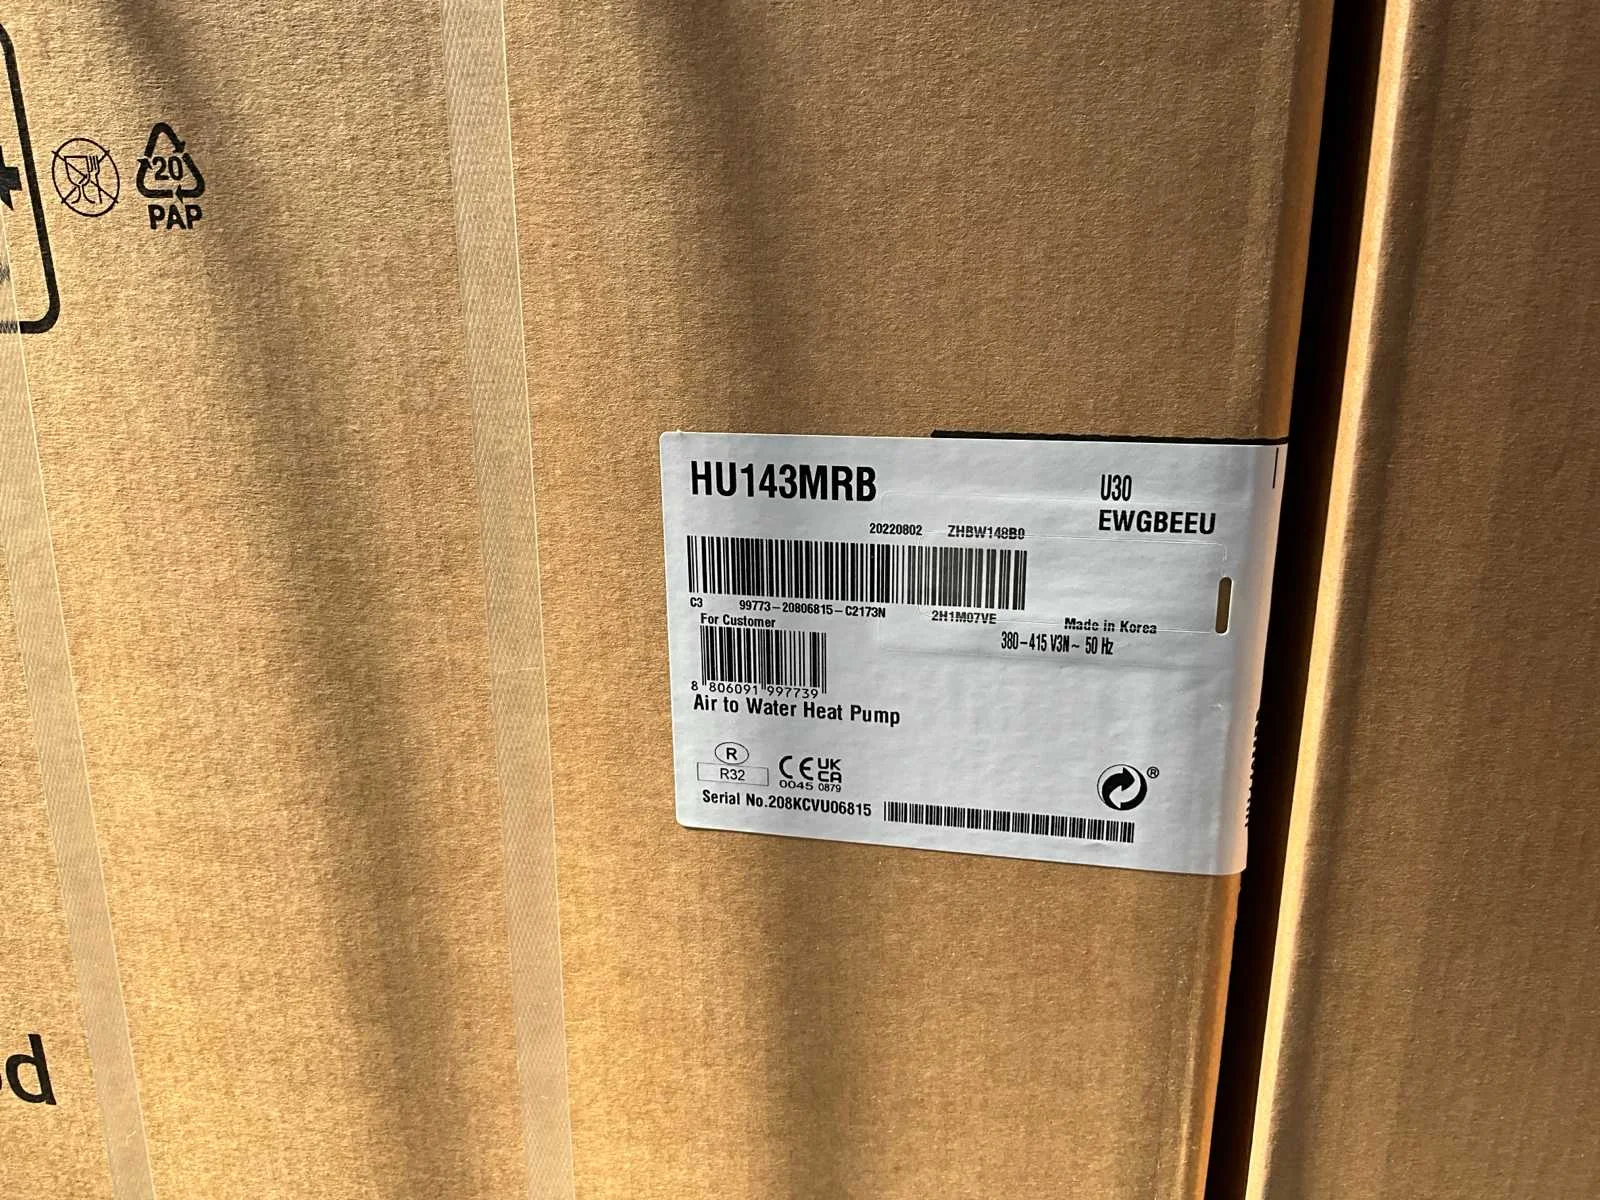 20
PAP
HU143MRB
U30
EWGBEEU
20220802 ZHBW148B0
C3 99773-20806815-C2173N 2H1M07VE
Made in Korea
For Customer
380-415 V3N~ 50 Hz
8 806091 997739
Air to Water Heat Pump
R
R32
CE
0045
UK
CA
0879
®
Serial No.208KCVU06815
d